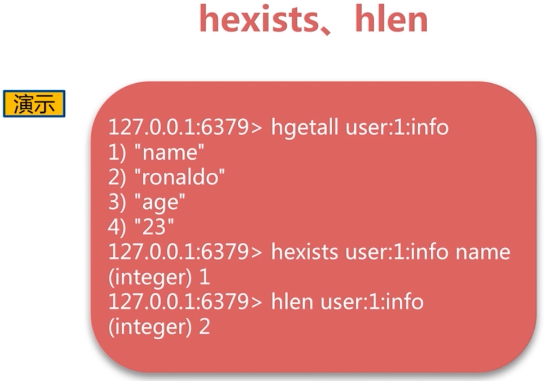 hexists、hlen
演示
127.0.0.1:6379> hgetall user:1:info
1) "name"
2) "ronaldo"
3) "age"
4) "23"
127.0.0.1:6379> hexists user:1:info name
(integer) 1
127.0.0.1:6379> hlen user:1:info
(integer) 2